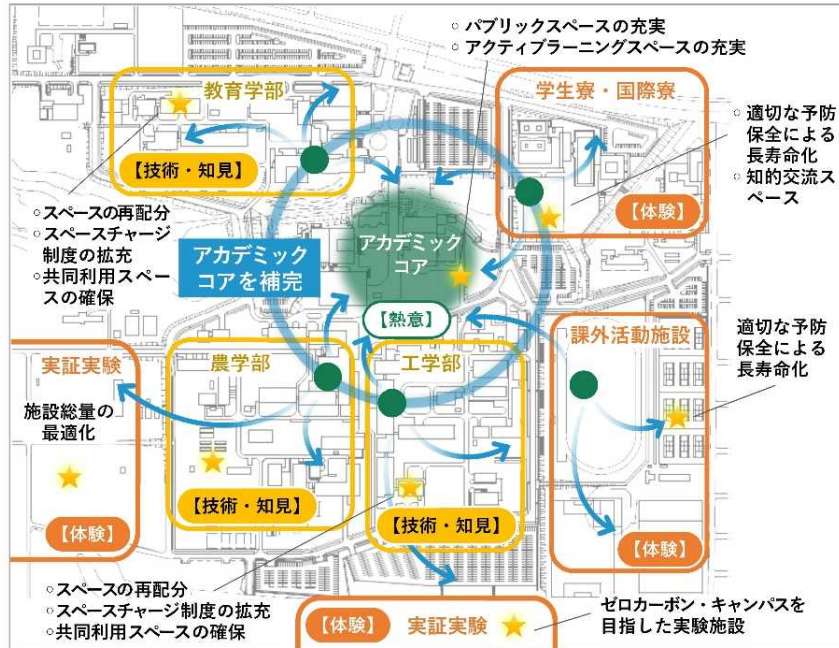 ○ パブリックスペースの充実
○ アクティブラーニングスペースの充実
教育学部
【技術・知見】
学生寮・国際寮
【体験】
○ 適切な予防
保全による
長寿命化
○ 知的交流ス
ペース
○スペースの再配分
○スペースチャージ
制度の拡充
○共同利用スペー
スの確保
アカデミック
コアを補完
アカデミック
コア
【熱意】
実証実験
施設総量の
最適化
【体験】
農学部
【技術・知見】
工学部
【技術・知見】
課外活動施設
【体験】
適切な予防
保全による
長寿命化
○スペースの再配分
○スペースチャージ制度の拡充
○共同利用スペースの確保
【体験】 実証実験
ゼロカーボン・キャンパスを
目指した実験施設